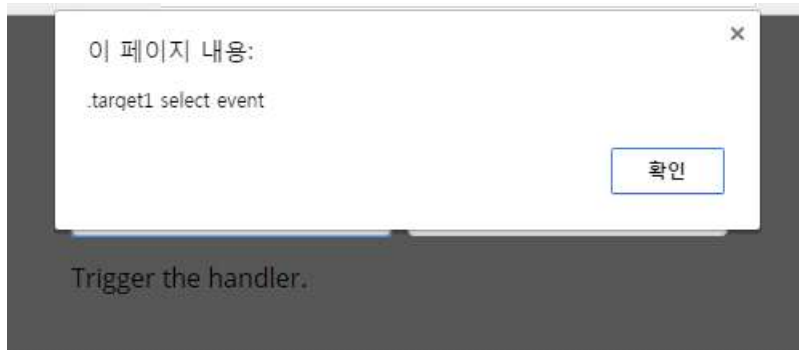 이 페이지 내용:
.target1 select event
확인
Trigger the handler.